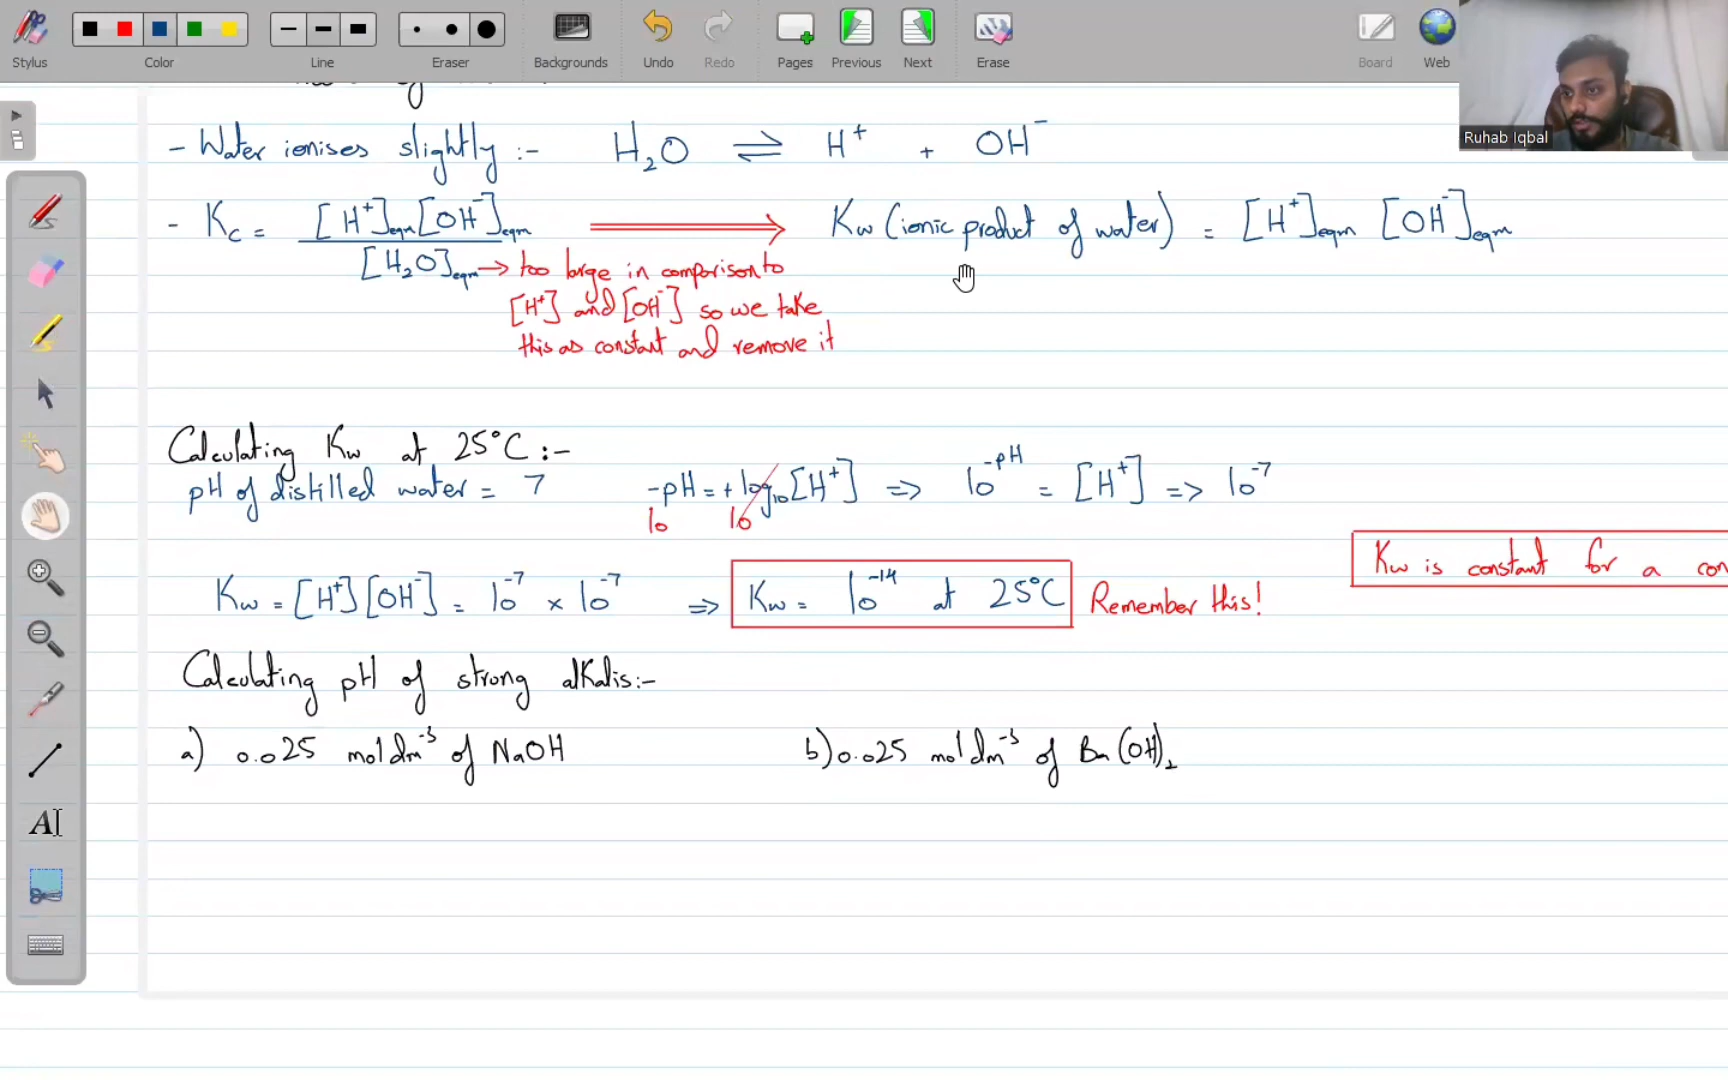 Stylus
Color
Line
Eraser
Backgrounds
Undo
Redo
Pages
Previous
Next
Erase
Board
Web
Ruhab Iqbal
- Water ionises slightly :- H₂O ⇌ H⁺ + OH⁻
- Kc = [H⁺]eqm [OH⁻]eqm / [H₂O]eqm ⟹ Kw (ionic product of water) = [H⁺]eqm [OH⁻]eqm
→ too large in comparison to
[H⁺] and [OH⁻] so we take
this as constant and remove it
Calculating Kw at 25°C :-
pH of distilled water = 7 -pH = + log₁₀ [H⁺] => 10^-pH = [H⁺] => 10⁻⁷
10 10
Kw is constant for a con
Kw = [H⁺][OH⁻] = 10⁻⁷ × 10⁻⁷ => Kw = 10⁻¹⁴ at 25°C Remember this!
Calculating pH of strong alkalis:-
a) 0.025 mol dm⁻³ of NaOH
b) 0.025 mol dm⁻³ of Ba(OH)₂
A